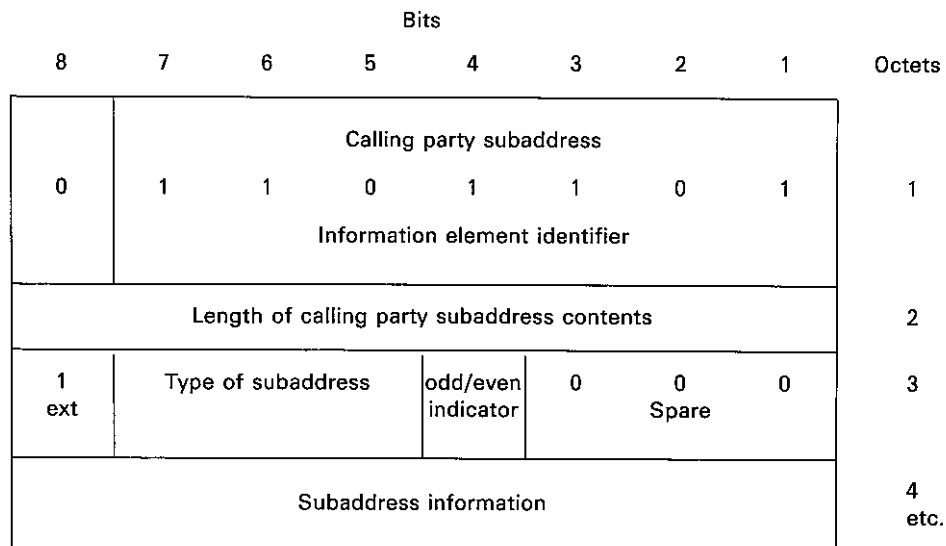 Bits
8 7 6 5 4 3 2 1 Octets
Calling party subaddress
0 1 1 0 1 1 0 1 1
Information element identifier
Length of calling party subaddress contents 2
1 Type of subaddress odd/even 0 0 0 3
ext indicator Spare
Subaddress information 4
etc.